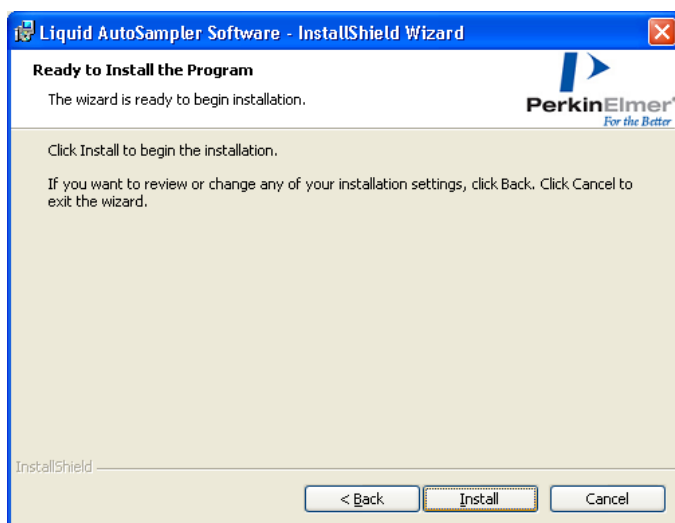 Liquid AutoSampler Software - InstallShield Wizard
Ready to Install the Program
The wizard is ready to begin installation.
PerkinElmer
For the Better
Click Install to begin the installation.
If you want to review or change any of your installation settings, click Back. Click Cancel to
exit the wizard.
InstallShield
< Back
Install
Cancel